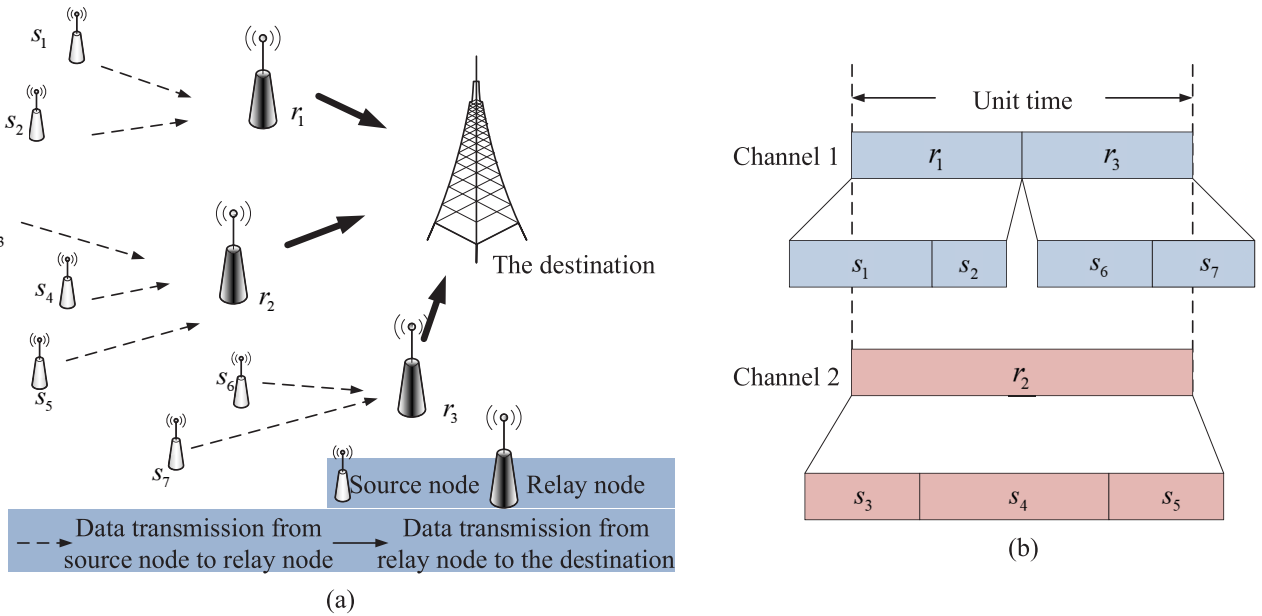 s1
s2
r1
3
s4
r2
s5
The destination
s6
s7
r3
Source node
Relay node
Data transmission from
source node to relay node
Data transmission from
relay node to the destination
(a)
Unit time
Channel 1
r1
r3
s1
s2
s6
s7
Channel 2
r2
s3
s4
s5
(b)